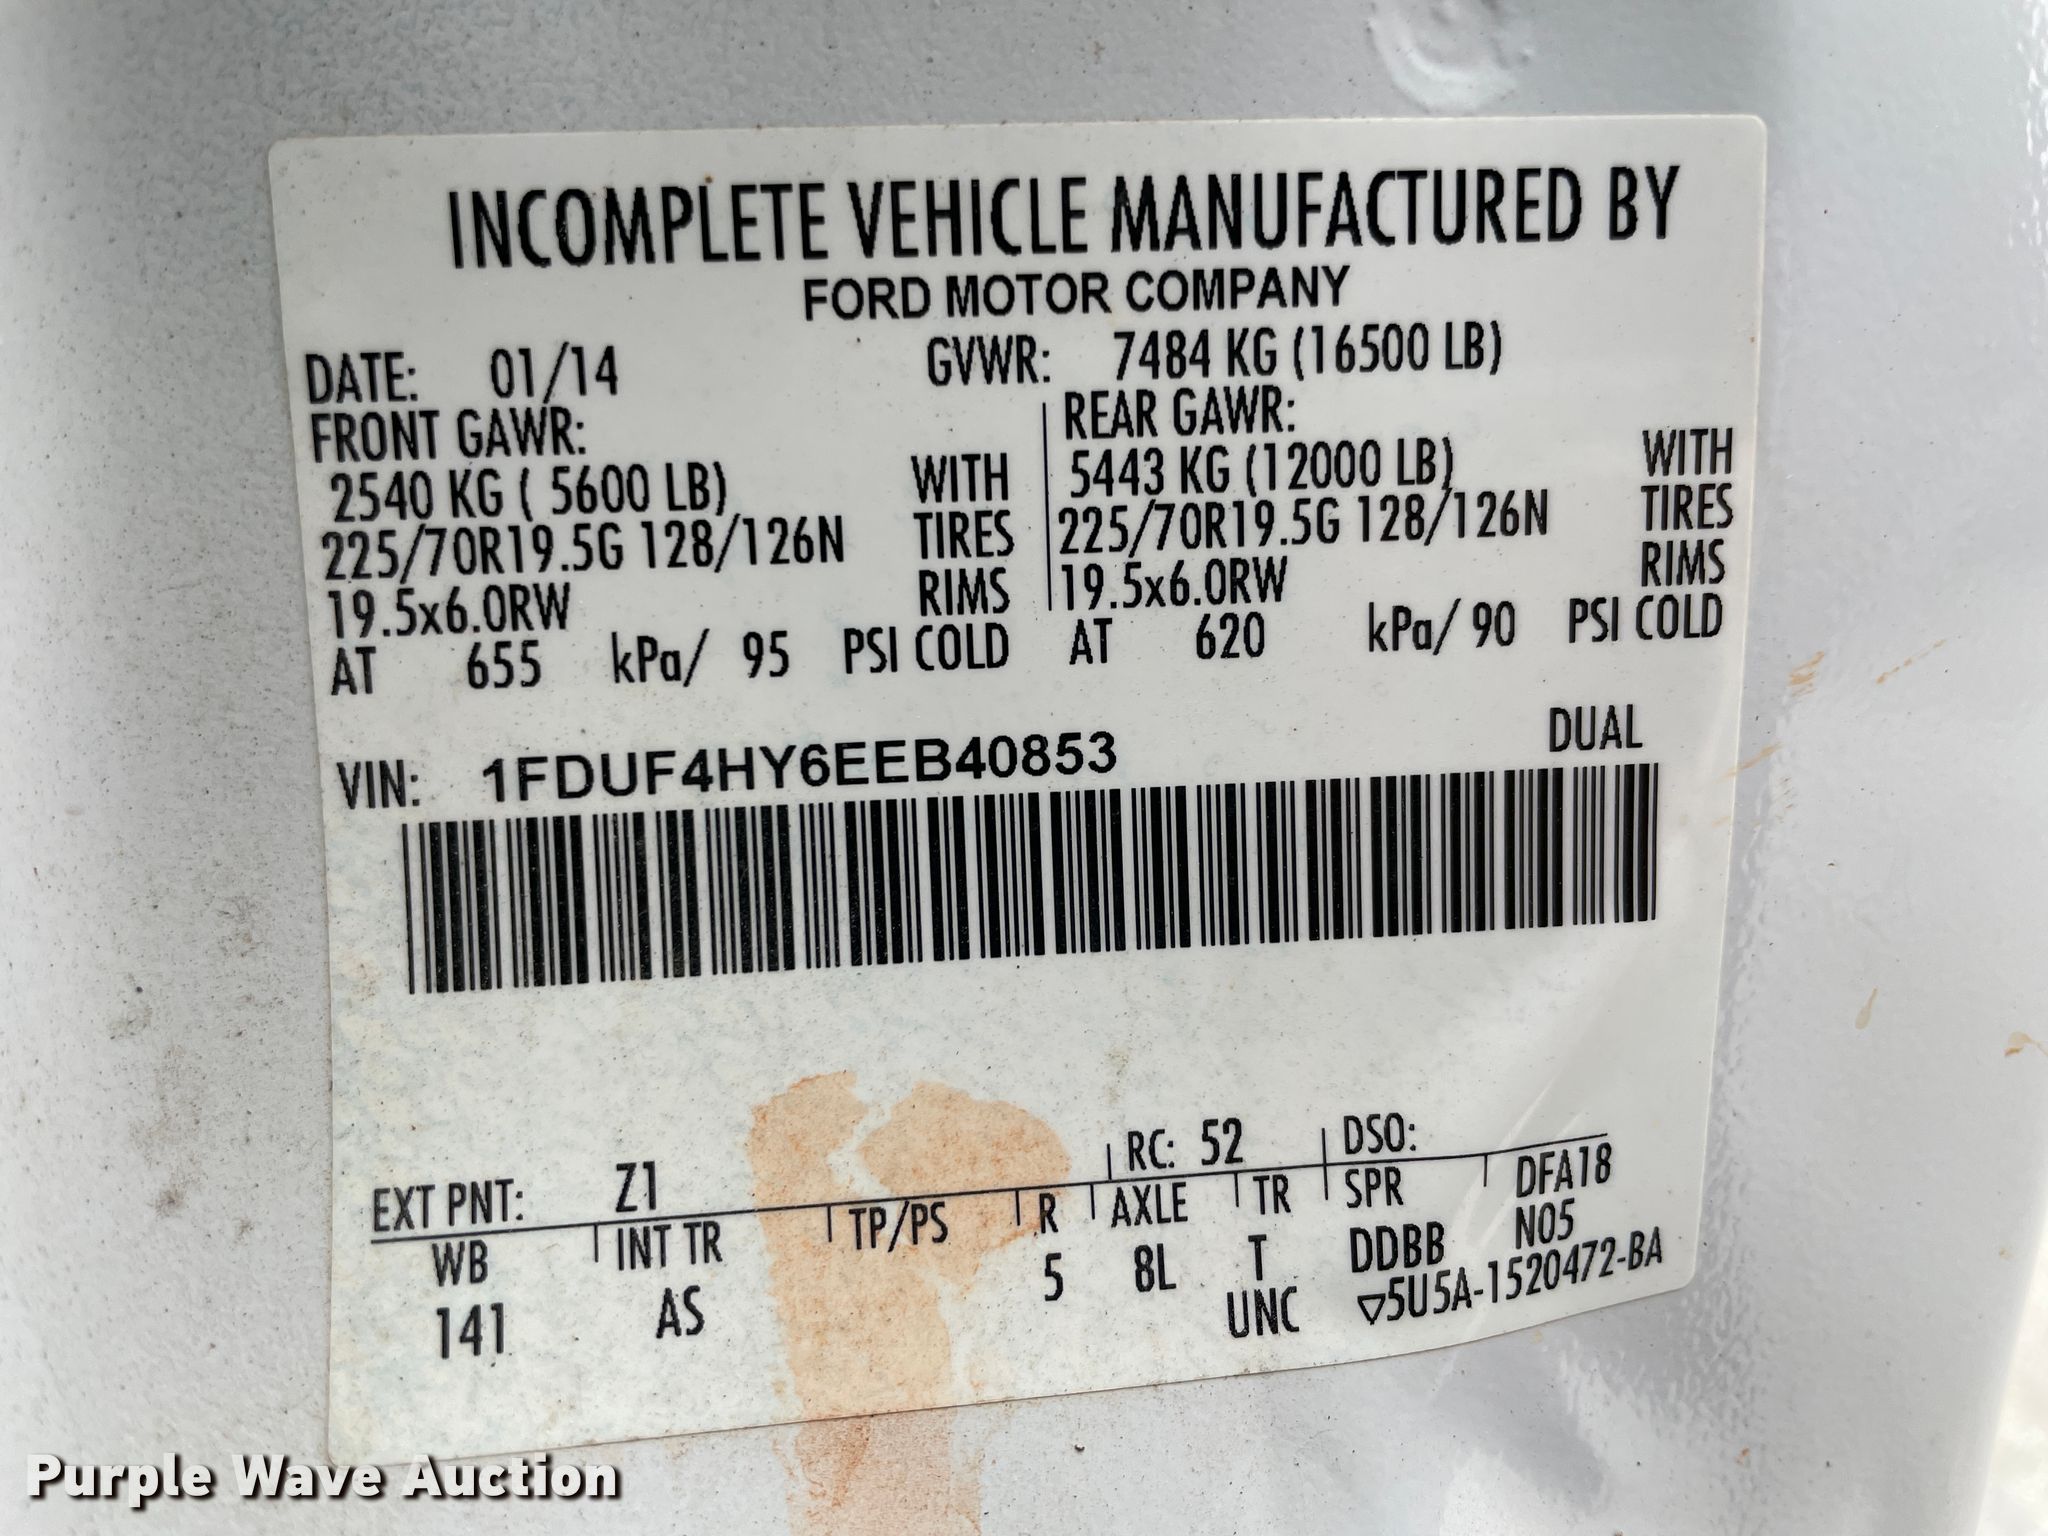 INCOMPLETE VEHICLE MANUFACTURED BY
FORD MOTOR COMPANY
DATE: 01/14 GVWR: 7484 KG (16500 LB)
FRONT GAWR: REAR GAWR:
2540 KG ( 5600 LB) WITH 5443 KG (12000 LB) WITH
225/70R19.5G 128/126N TIRES 225/70R19.5G 128/126N TIRES
19.5x6.0RW RIMS 19.5x6.0RW RIMS
AT 655 kPa/ 95 PSI COLD AT 620 kPa/ 90 PSI COLD
VIN: 1FDUF4HY6EEB40853 DUAL
EXT PNT: Z1 RC: 52 DSO:
WB INT TR TP/PS R AXLE TR SPR DFA18
141 AS 5 8L T DDBB N05
UNC ▽5U5A-1520472-BA
Purple Wave Auction